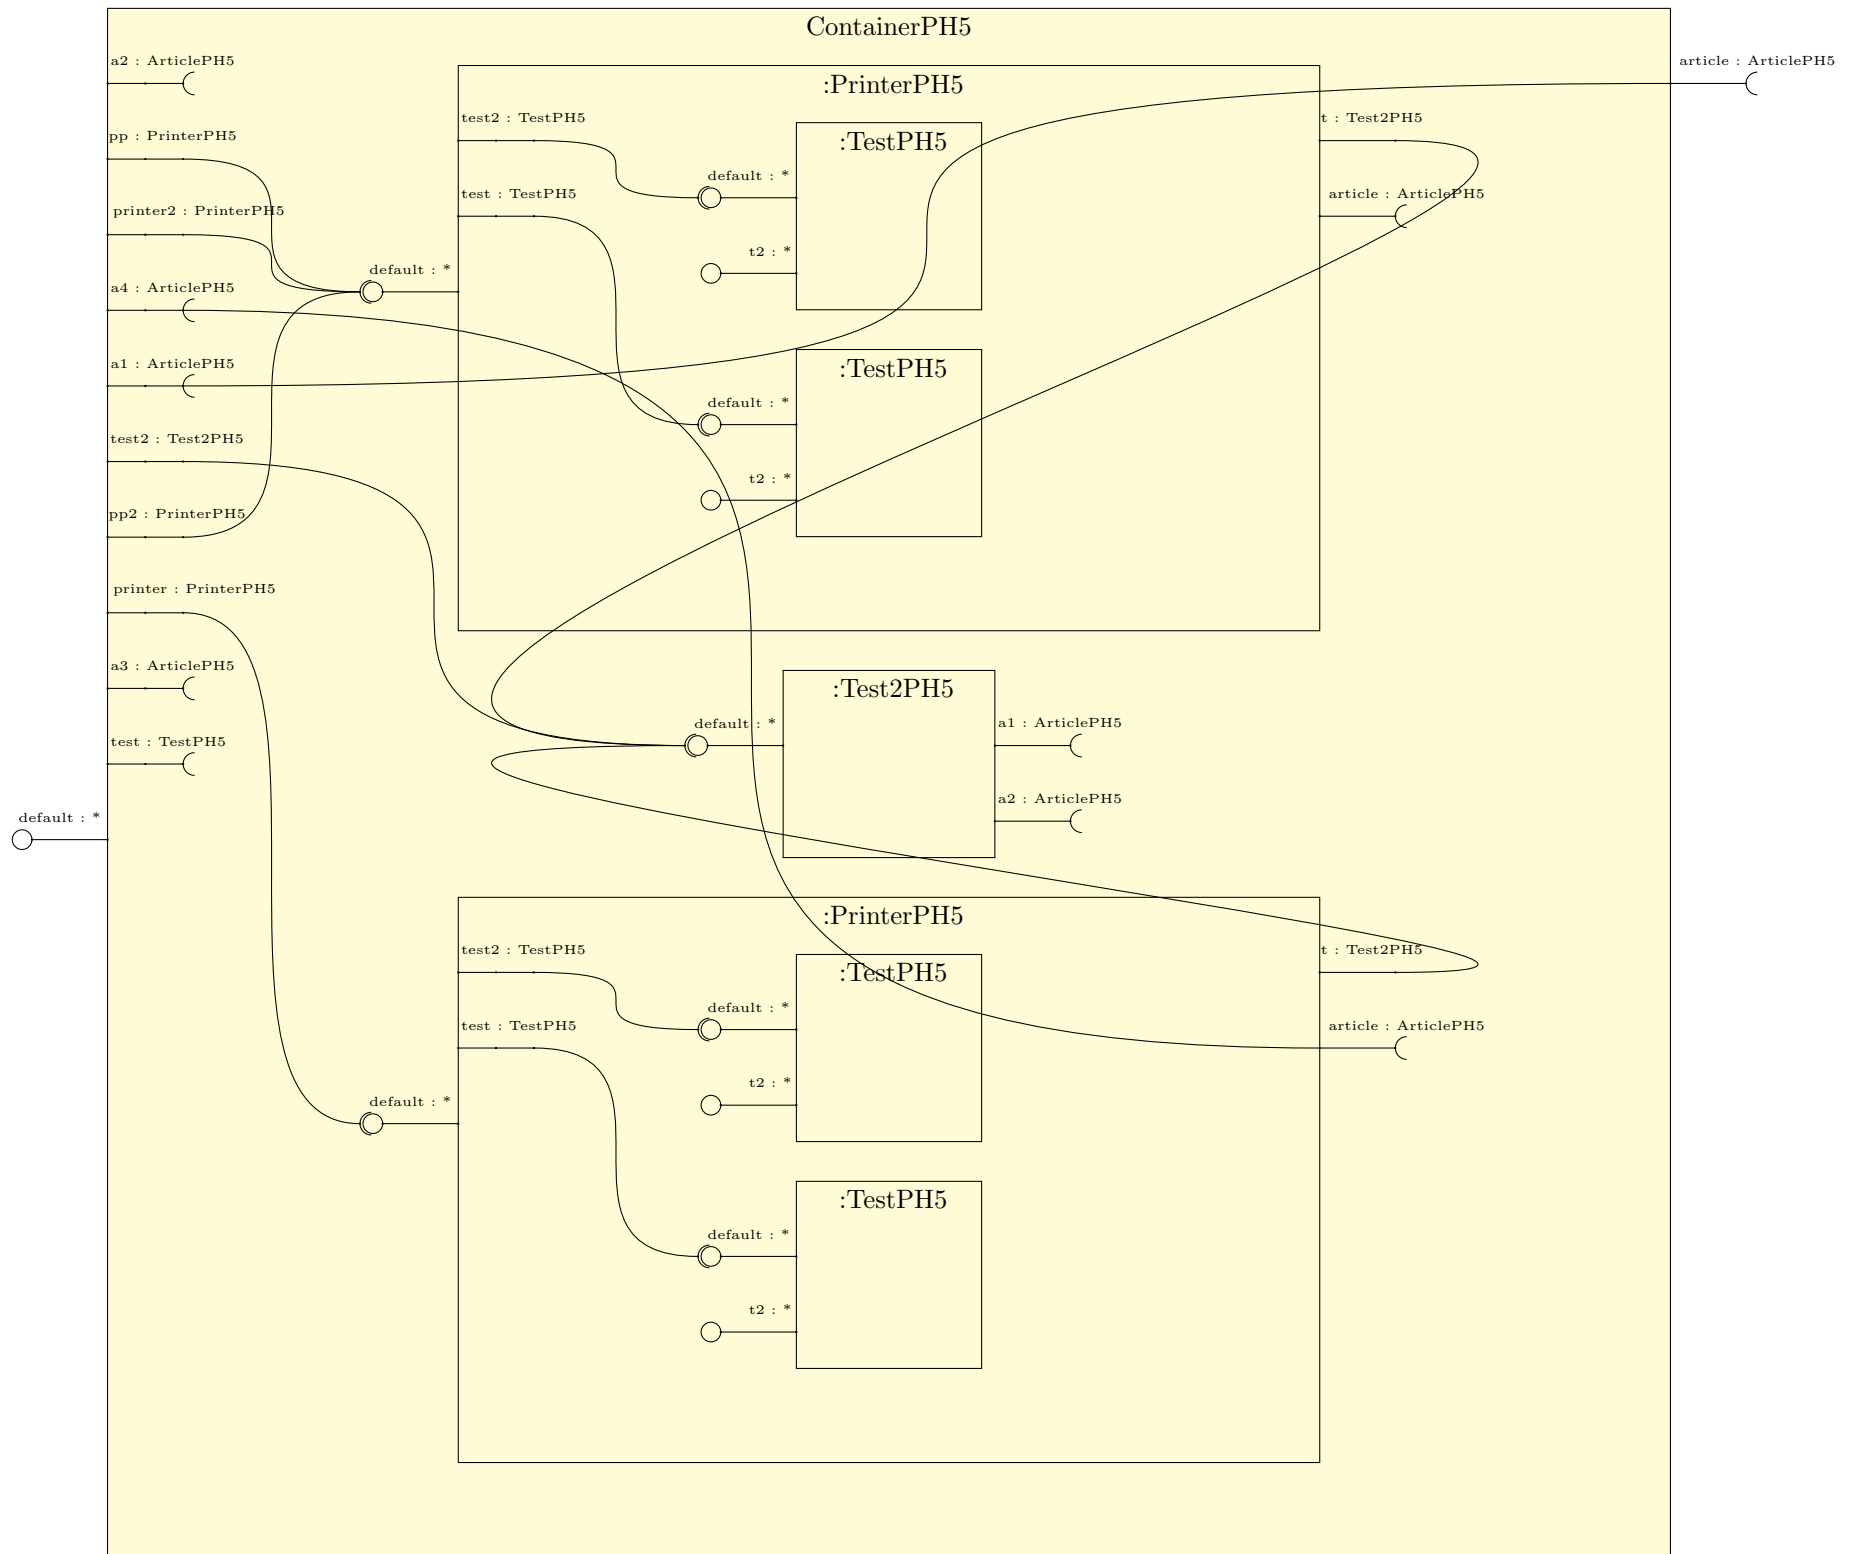 ContainerPH5
a2 : ArticlePH5
article : ArticlePH5
:PrinterPH5
test2 : TestPH5
t : Test2PH5
pp : PrinterPH5
:TestPH5
default : *
test : TestPH5
article : ArticlePH5
printer2 : PrinterPH5
t2 : *
default : *
a4 : ArticlePH5
a1 : ArticlePH5
:TestPH5
default : *
test2 : Test2PH5
t2 : *
pp2 : PrinterPH5
printer : PrinterPH5
a3 : ArticlePH5
:Test2PH5
default : *
a1 : ArticlePH5
test : TestPH5
a2 : ArticlePH5
default : *
:PrinterPH5
test2 : TestPH5
t : Test2PH5
:TestPH5
default : *
test : TestPH5
article : ArticlePH5
t2 : *
default : *
:TestPH5
default : *
t2 : *